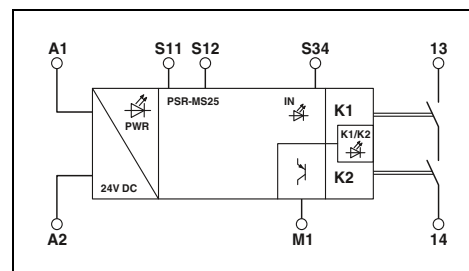 A1 S11 S12 S34 13
PSR-MS25 IN K1
PWR K1/K2
24V DC K2
A2 M1 14